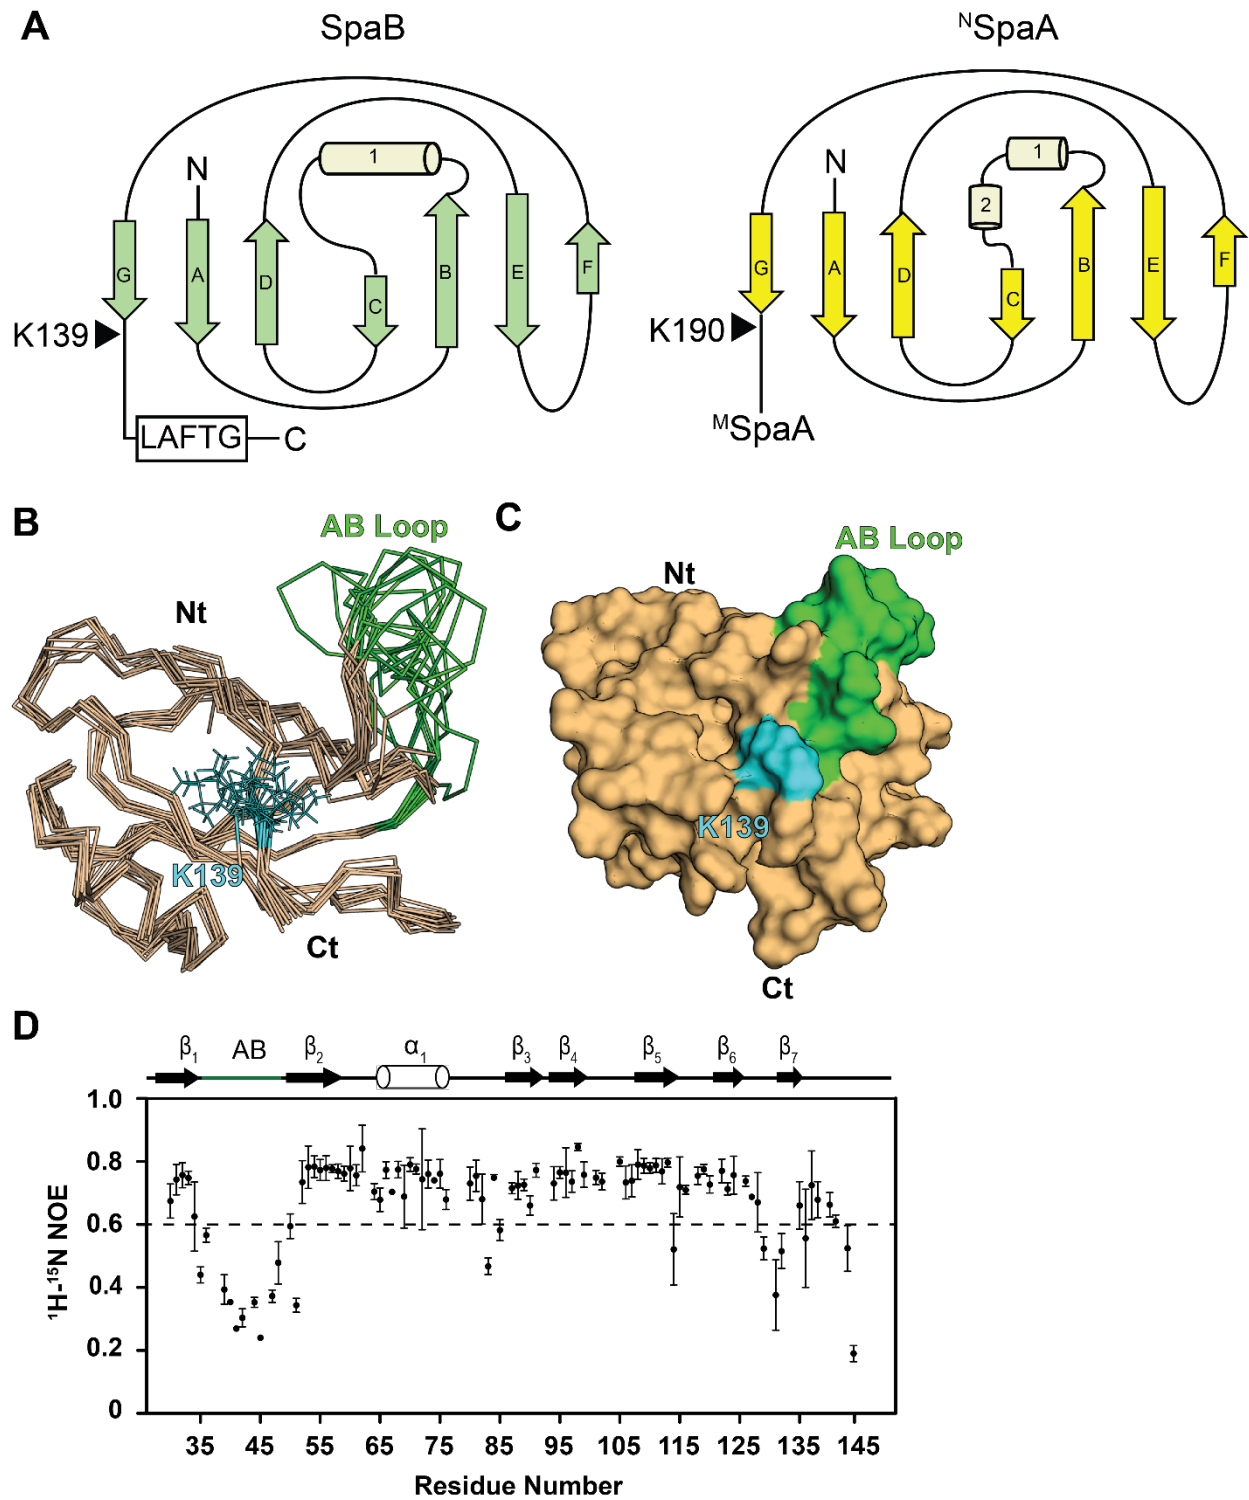 A
SpaB
ᴺSpaA
N
1
G
A
D
C
B
E
F
K139
LAFTG
C
N
1
2
G
A
D
C
B
E
F
K190
ᴹSpaA
B
AB Loop
Nt
K139
Ct
C
AB Loop
Nt
K139
Ct
D
β₁ AB β₂ α₁ β₃ β₄ β₅ β₆ β₇
1.0
0.8
0.6
0.4
0.2
0
¹H-¹⁵N NOE
35 45 55 65 75 85 95 105 115 125 135 145
Residue Number